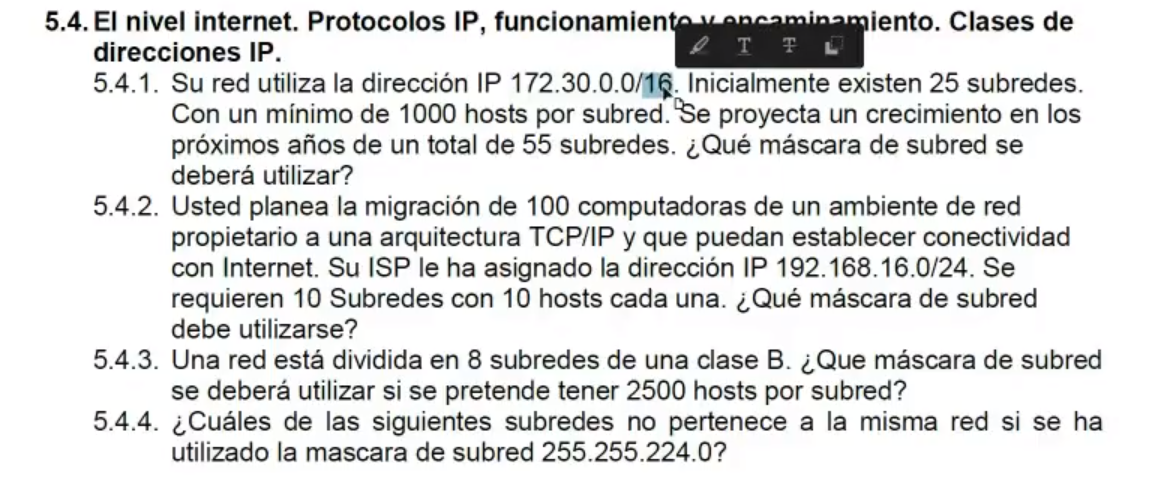 5.4. El nivel internet. Protocolos IP, funcionamiento y encaminamiento. Clases de
direcciones IP.
5.4.1. Su red utiliza la dirección IP 172.30.0.0/16. Inicialmente existen 25 subredes.
Con un mínimo de 1000 hosts por subred. Se proyecta un crecimiento en los
próximos años de un total de 55 subredes. ¿Qué máscara de subred se
deberá utilizar?
5.4.2. Usted planea la migración de 100 computadoras de un ambiente de red
propietario a una arquitectura TCP/IP y que puedan establecer conectividad
con Internet. Su ISP le ha asignado la dirección IP 192.168.16.0/24. Se
requieren 10 Subredes con 10 hosts cada una. ¿Qué máscara de subred
debe utilizarse?
5.4.3. Una red está dividida en 8 subredes de una clase B. ¿Que máscara de subred
se deberá utilizar si se pretende tener 2500 hosts por subred?
5.4.4. ¿Cuáles de las siguientes subredes no pertenece a la misma red si se ha
utilizado la mascara de subred 255.255.224.0?